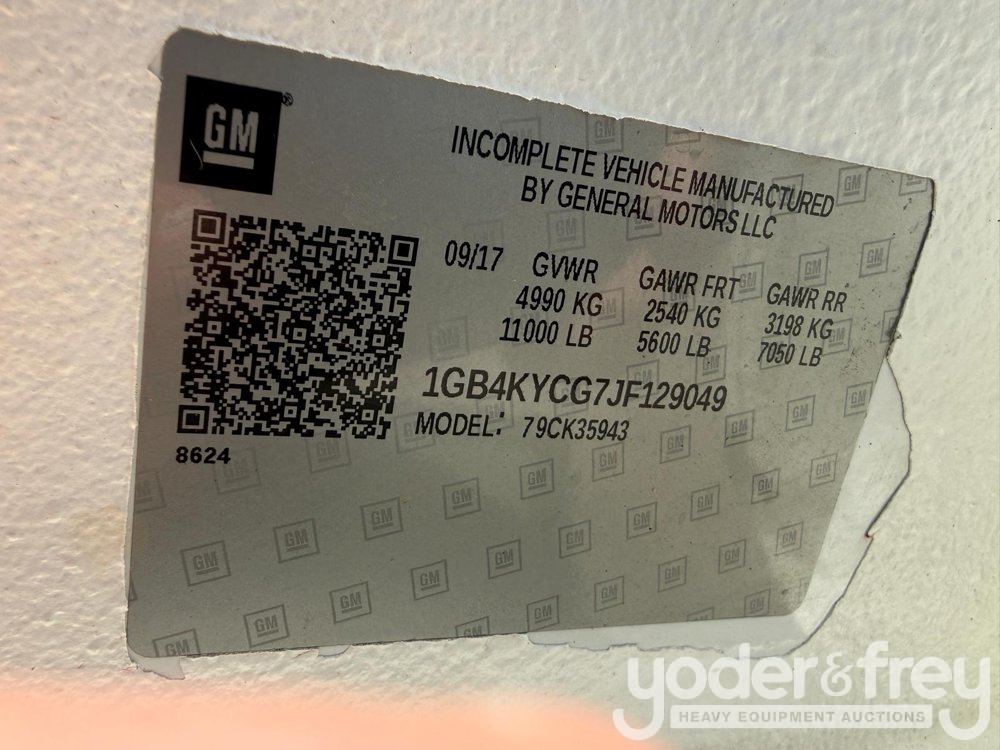 GM®
INCOMPLETE VEHICLE MANUFACTURED
BY GENERAL MOTORS LLC
09/17 GVWR GAWR FRT GAWR RR
4990 KG 2540 KG 3198 KG
11000 LB 5600 LB 7050 LB
1GB4KYCG7JF129049
MODEL: 79CK35943
8624
yoder&frey
HEAVY EQUIPMENT AUCTIONS